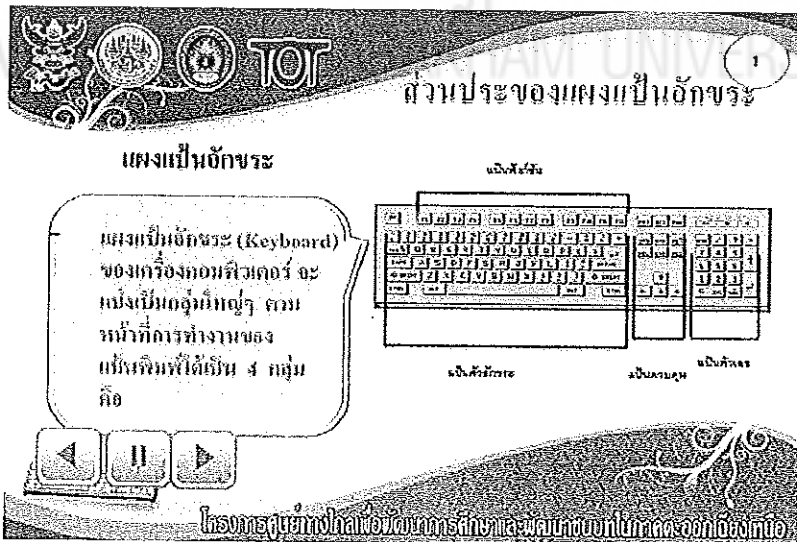 TOT
1
ส่วนประของแผงแป้นอักขระ
แผงแป้นอักขระ
แป้นฟังก์ชัน
แผงแป้นอักขระ (Keyboard)
ของเครื่องคอมพิวเตอร์ จะ
แบ่งเป็นกลุ่มใหญ่ๆ ตาม
หน้าที่การทำงานของ
แป้นพิมพ์ได้เป็น 4 กลุ่ม
คือ
แป้นตัวอักขระ
แป้นควบคุม
แป้นตัวเลข
โครงการศูนย์ทางไกลเพื่อพัฒนาการศึกษาและพัฒนาชนบทในภาคตะวันออกเฉียงเหนือ